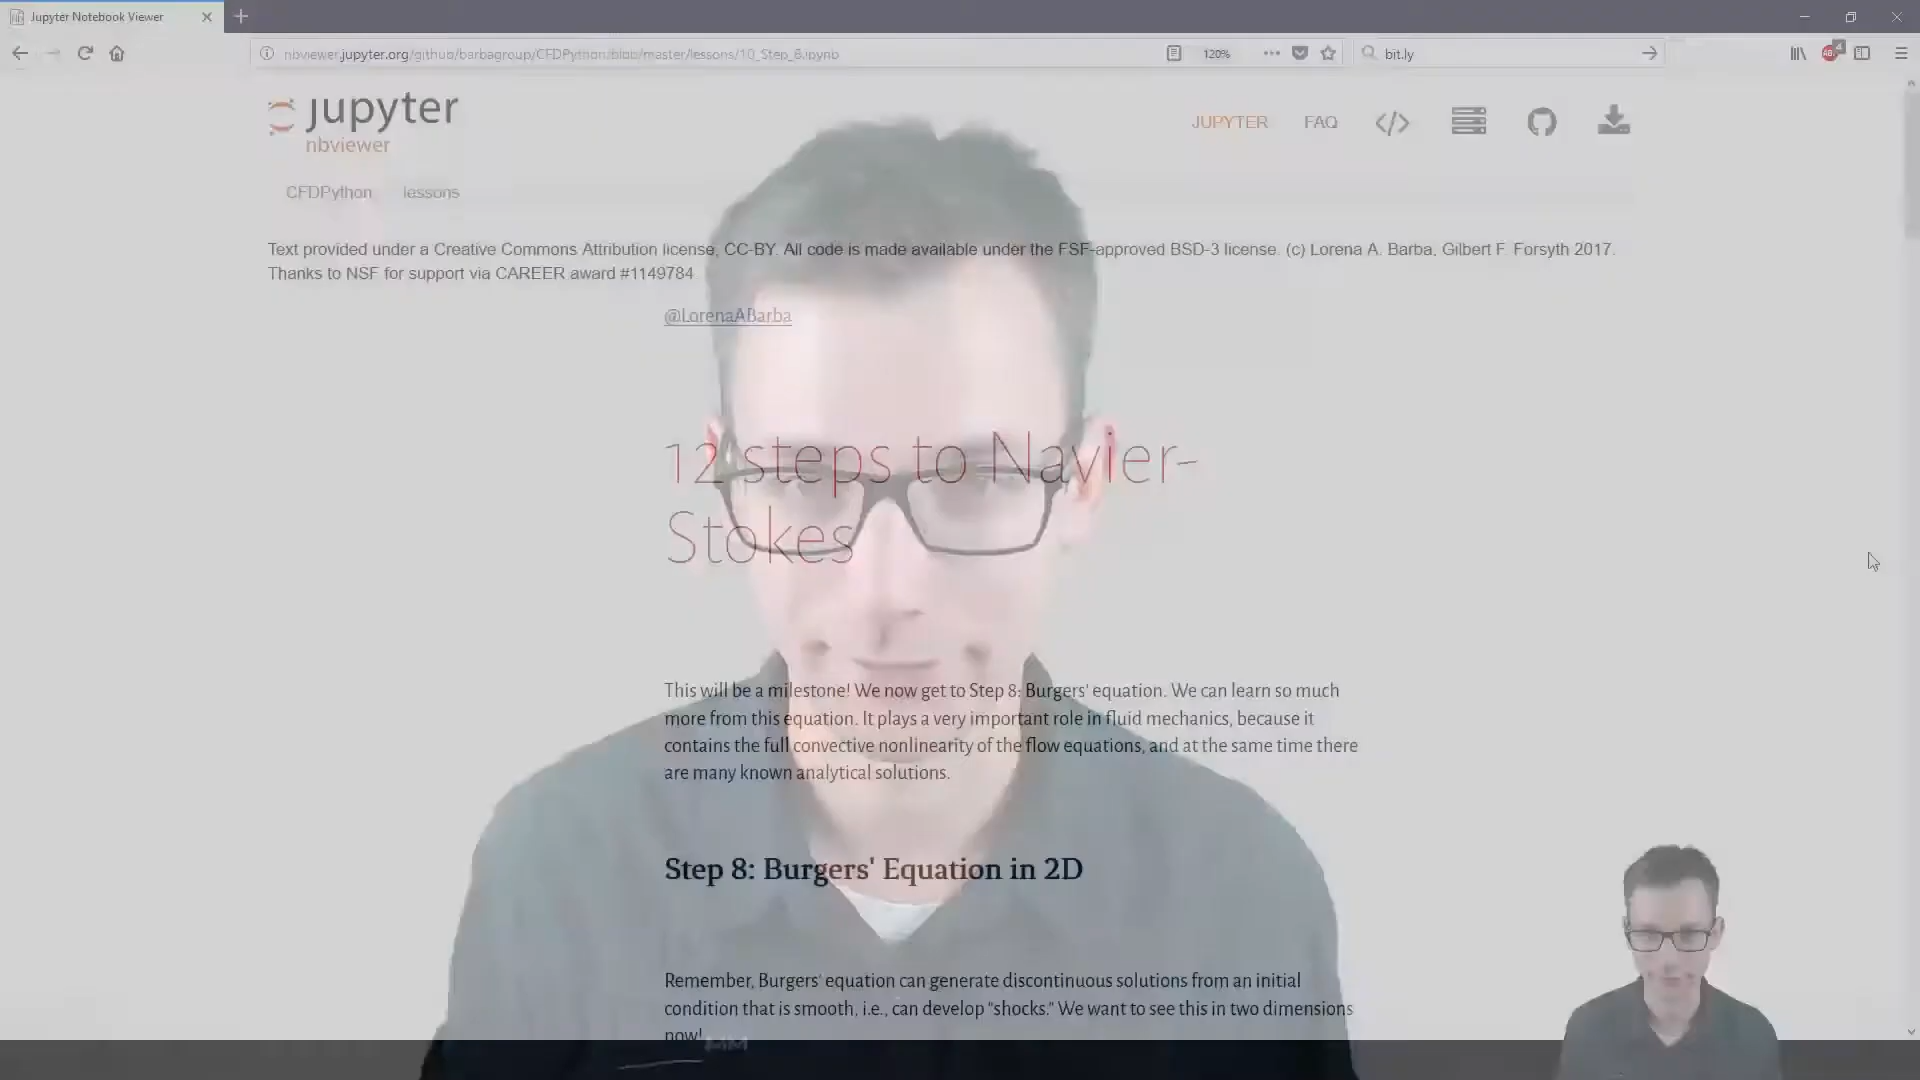 Jupyter Notebook Viewer
nbviewer.jupyter.org/github/barbagroup/CFDPython/blob/master/lessons/10_Step_8.ipynb
120%
bit.ly
4
jupyter
nbviewer
JUPYTER
FAQ
</>
CFDPython
lessons
Text provided under a Creative Commons Attribution license, CC-BY. All code is made available under the FSF-approved BSD-3 license. (c) Lorena A. Barba, Gilbert F. Forsyth 2017.
Thanks to NSF for support via CAREER award #1149784
@LorenaABarba
12 steps to Navier-
Stokes
This will be a milestone! We now get to Step 8: Burgers' equation. We can learn so much
more from this equation. It plays a very important role in fluid mechanics, because it
contains the full convective nonlinearity of the flow equations, and at the same time there
are many known analytical solutions.
Step 8: Burgers' Equation in 2D
Remember, Burgers' equation can generate discontinuous solutions from an initial
condition that is smooth, i.e., can develop "shocks." We want to see this in two dimensions
now!